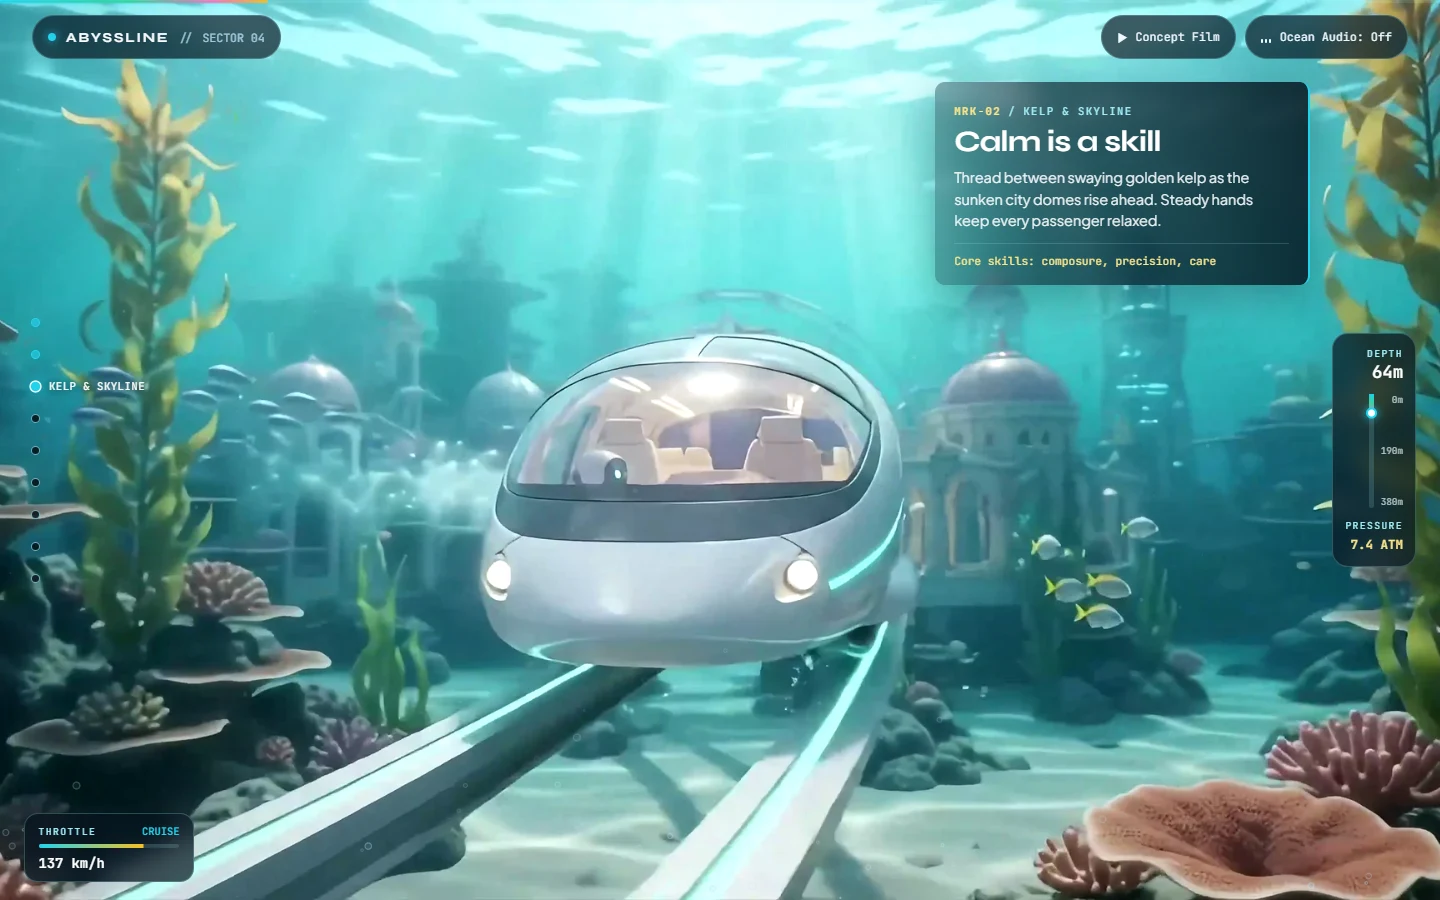 ABYSSLINE // SECTOR 04
Concept Film
Ocean Audio: Off
MRK-02 / KELP & SKYLINE
Calm is a skill
Thread between swaying golden kelp as the
sunken city domes rise ahead. Steady hands
keep every passenger relaxed.
Core skills: composure, precision, care
KELP & SKYLINE
DEPTH
64m
0m
190m
380m
PRESSURE
7.4 ATM
THROTTLE CRUISE
137 km/h